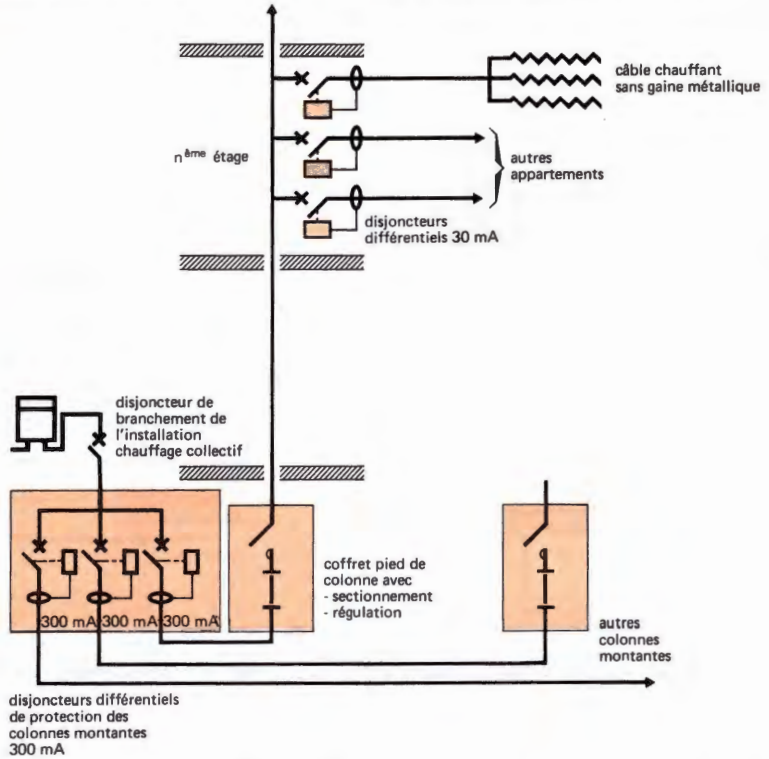 câble chauffant
sans gaine métallique
nème étage
autres
appartements
disjoncteurs
différentiels 30 mA
disjoncteur de
branchement de
l'installation
chauffage collectif
coffret pied de
colonne avec
- sectionnement
- régulation
300 mA 300 mA 300 mA
autres
colonnes
montantes
disjoncteurs différentiels
de protection des
colonnes montantes
300 mA